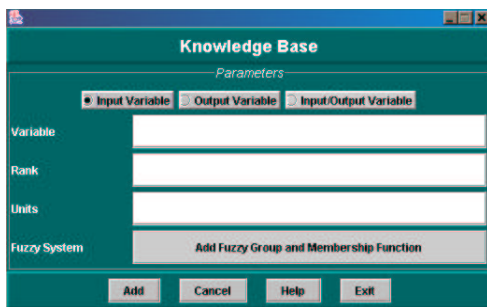 Knowledge Base
Parameters
Input Variable Output Variable Input/Output Variable
Variable
Rank
Units
Fuzzy System Add Fuzzy Group and Membership Function
Add Cancel Help Exit